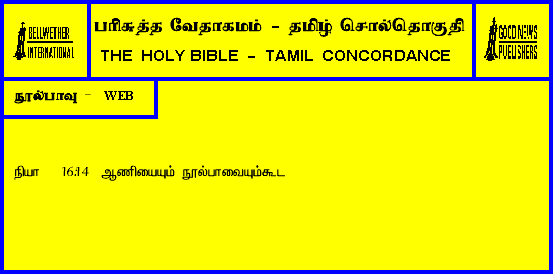 BELLWETHER
INTERNATIONAL
பரிசுத்த வேதாகமம் - தமிழ் சொல்தொகுதி
THE HOLY BIBLE - TAMIL CONCORDANCE
GOOD NEWS
PUBLISHERS
நூல்பாவு - WEB
நியா 16:14 ஆணியையும் நூல்பாவையும்கூட